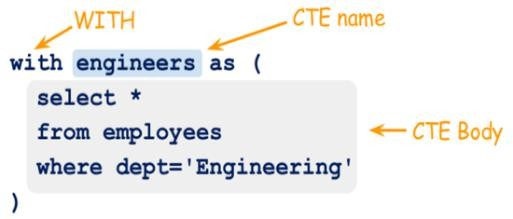 WITH
CTE name
with engineers as (
select *
from employees
CTE Body
where dept='Engineering'
)